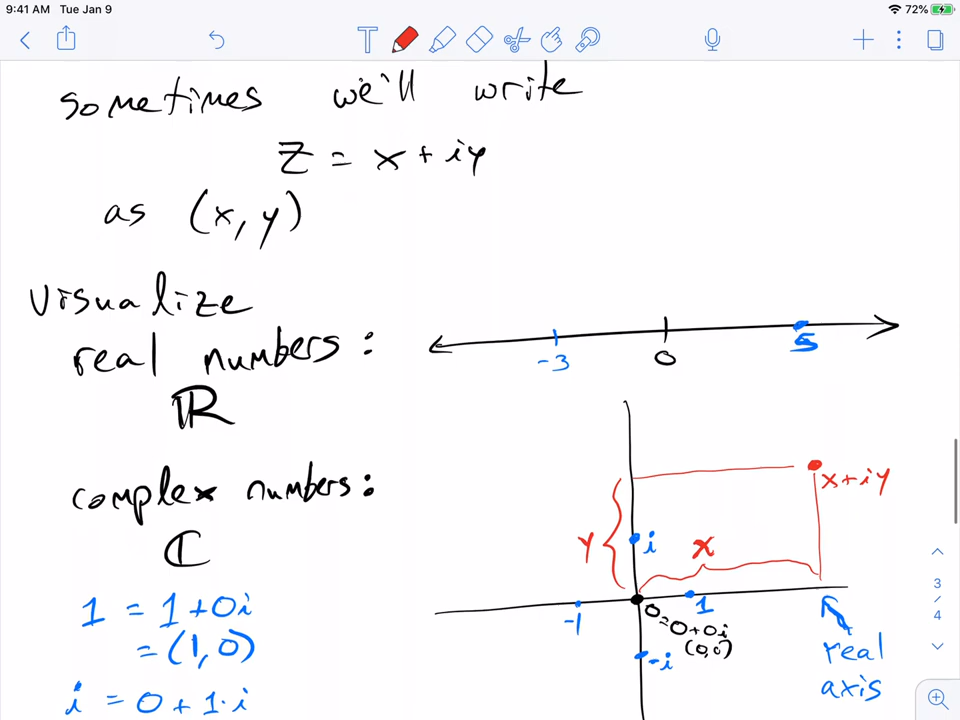 9:41 AM Tue Jan 9
72%
sometimes we'll write
z = x + iy
as (x, y)
visualize
real numbers:
ℝ
-3 0 5
complex numbers:
ℂ
x+iy
y
i
x
-1
0=0+0i
(0,0)
1
-i
real
axis
1 = 1+0i
= (1,0)
i = 0 + 1·i
T
3
/
4